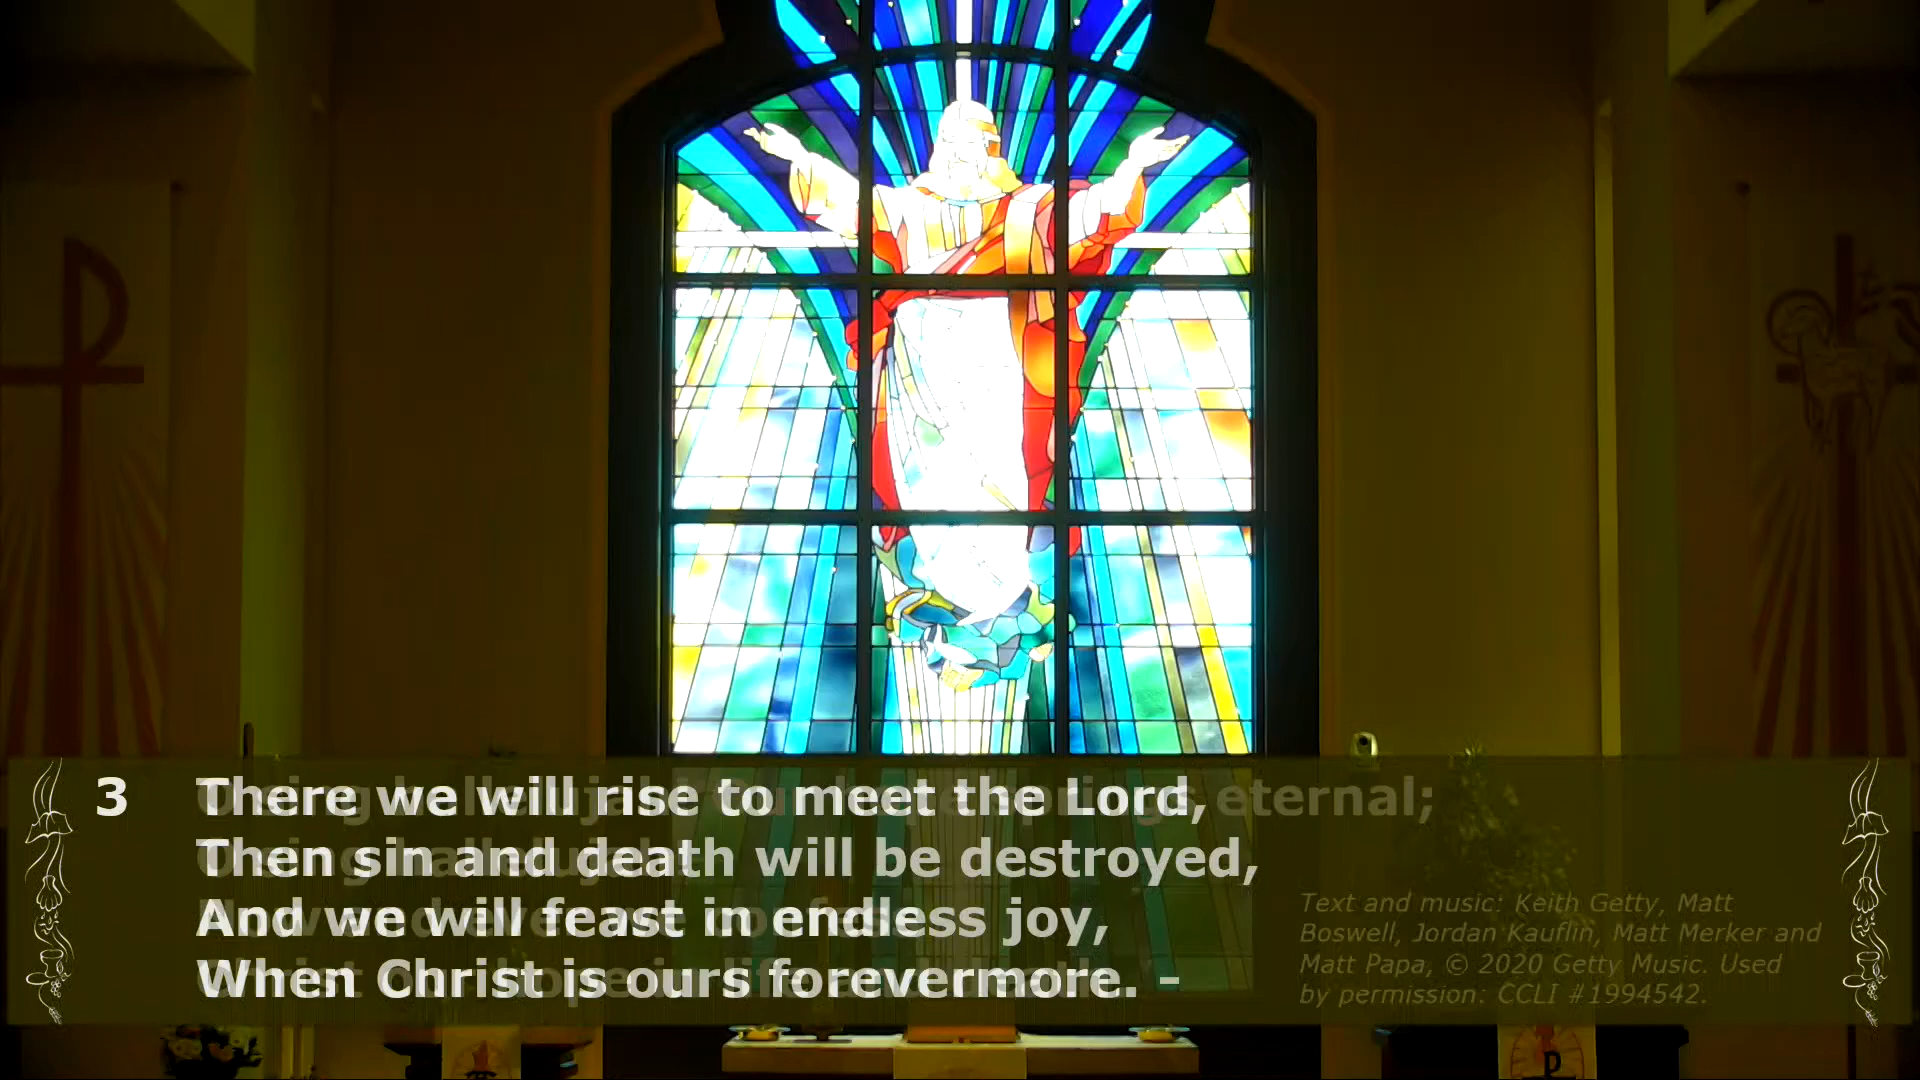 3 There we will rise to meet the Lord,
Then sin and death will be destroyed,
And we will feast in endless joy,
When Christ is ours forevermore. -
eternal;
Text and music: Keith Getty, Matt
Boswell, Jordan Kauflin, Matt Merker and
Matt Papa, © 2020 Getty Music. Used
by permission: CCLI #1994542.